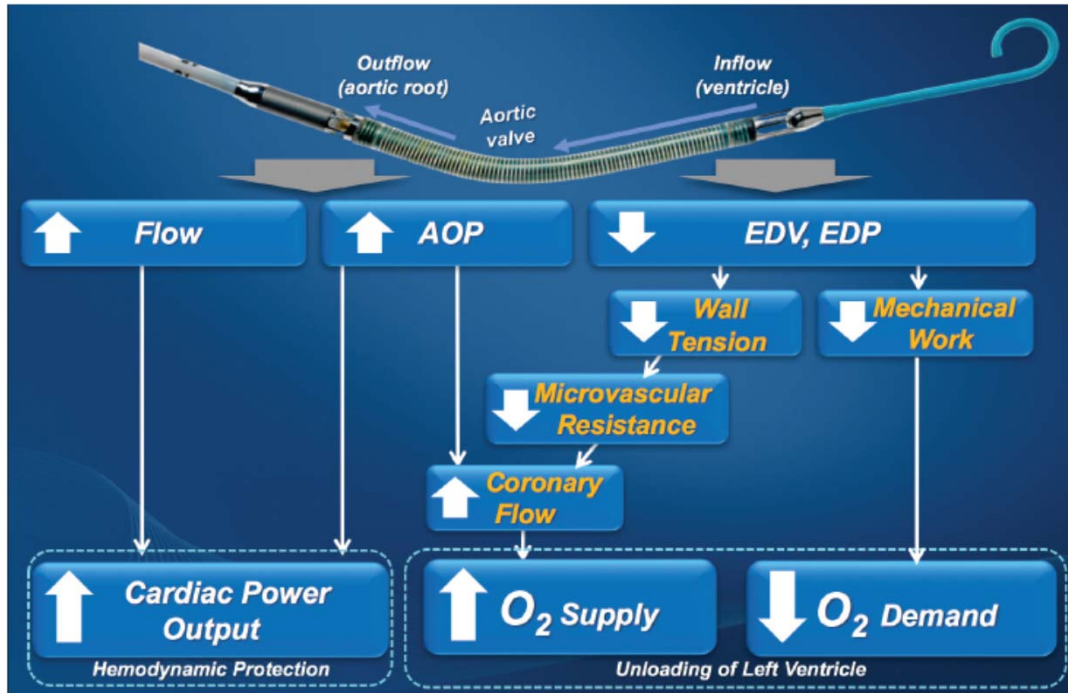 Outflow
(aortic root)
Aortic
valve
Inflow
(ventricle)
Flow
AOP
EDV, EDP
Wall
Tension
Mechanical
Work
Microvascular
Resistance
Coronary
Flow
Cardiac Power
Output
O₂ Supply
O₂ Demand
Hemodynamic Protection
Unloading of Left Ventricle